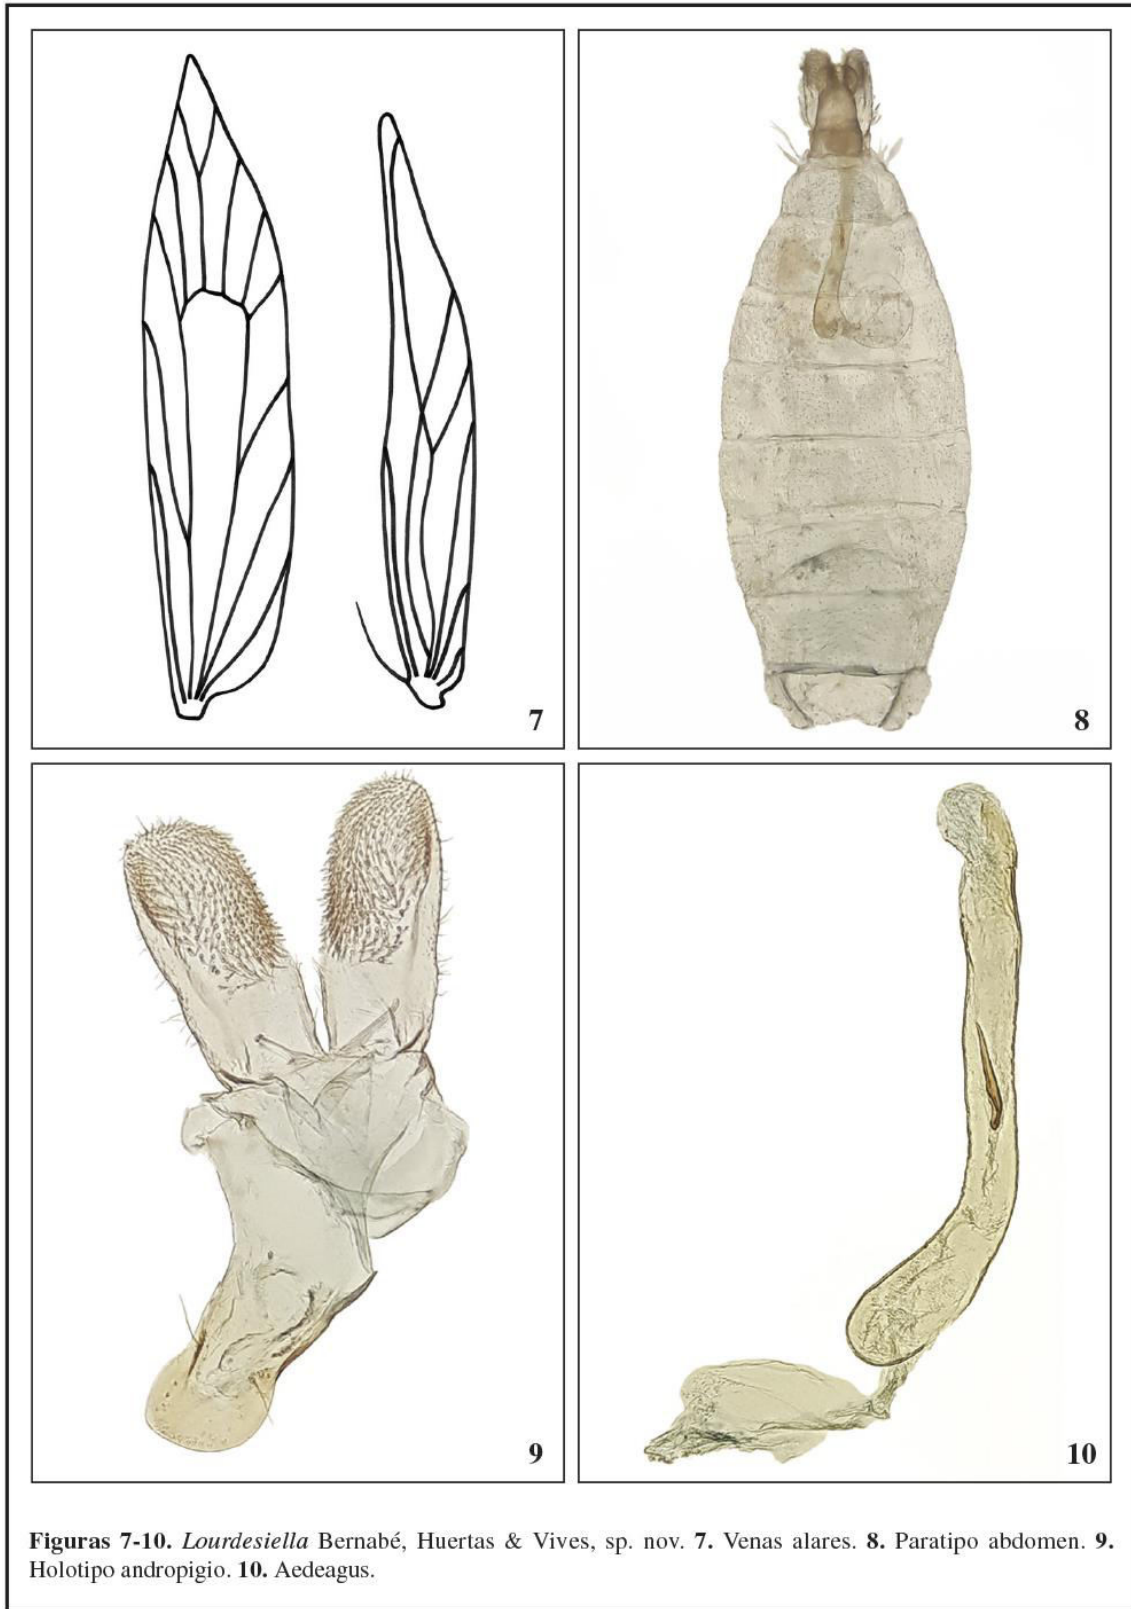 7
8
9
10
Figuras 7-10. Lourdesiella Bernabé, Huertas & Vives, sp. nov. 7. Venas alares. 8. Paratipo abdomen. 9.
Holotipo andropigio. 10. Aedeagus.